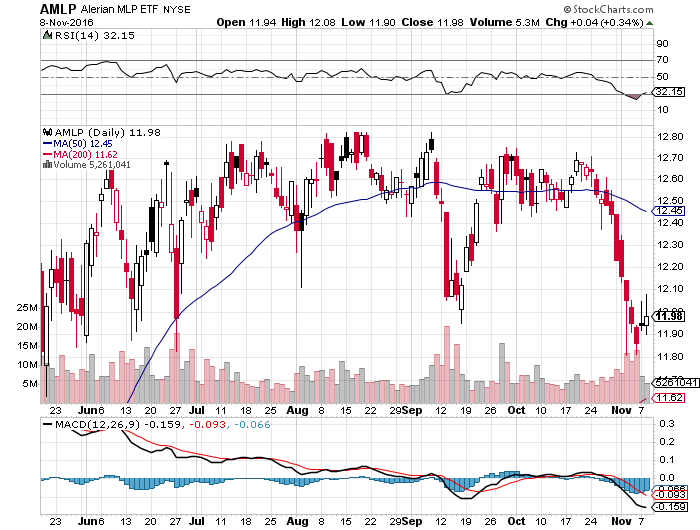 AMLP Alerian MLP ETF NYSE
© StockCharts.com
8-Nov-2016
Open 11.94 High 12.08 Low 11.90 Close 11.98 Volume 5.3M Chg +0.04 (+0.34%)
RSI(14) 32.15
90
70
50
32.15
10
AMLP (Daily) 11.98
MA(50) 12.45
MA(200) 11.62
Volume 5,261,041
12.80
12.70
12.60
12.50
12.45
12.40
12.30
12.20
12.10
11.98
11.90
11.80
5261041
11.62
25M
20M
15M
10M
5M
23 Jun 6 13 20 27 Jul 11 18 25 Aug 8 15 22 29 Sep 12 19 26 Oct 10 17 24 Nov 7
MACD(12,26,9) -0.159, -0.093, -0.066
0.3
0.2
0.1
0.0
-0.066
-0.093
-0.159
23 Jun 6 13 20 27 Jul 11 18 25 Aug 8 15 22 29 Sep 12 19 26 Oct 10 17 24 Nov 7